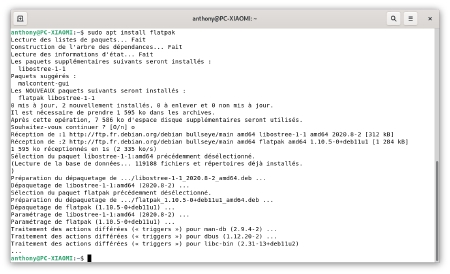 anthony@PC-XIAOMI: ~
anthony@PC-XIAOMI:~$ sudo apt install flatpak
Lecture des listes de paquets... Fait
Construction de l'arbre des dépendances... Fait
Lecture des informations d'état... Fait
Les paquets supplémentaires suivants seront installés :
libostree-1-1
Paquets suggérés :
malcontent-gui
Les NOUVEAUX paquets suivants seront installés :
flatpak libostree-1-1
0 mis à jour, 2 nouvellement installés, 0 à enlever et 0 non mis à jour.
Il est nécessaire de prendre 1 595 ko dans les archives.
Après cette opération, 7 586 ko d'espace disque supplémentaires seront utilisés.
Souhaitez-vous continuer ? [O/n] o
Réception de :1 http://ftp.fr.debian.org/debian bullseye/main amd64 libostree-1-1 amd64 2020.8-2 [312 kB]
Réception de :2 http://ftp.fr.debian.org/debian bullseye/main amd64 flatpak amd64 1.10.5-0+deb11u1 [1 284 kB]
1 595 ko réceptionnés en 1s (2 335 ko/s)
Sélection du paquet libostree-1-1:amd64 précédemment désélectionné.
(Lecture de la base de données... 119188 fichiers et répertoires déjà installés.
)
Préparation du dépaquetage de .../libostree-1-1_2020.8-2_amd64.deb ...
Dépaquetage de libostree-1-1:amd64 (2020.8-2) ...
Sélection du paquet flatpak précédemment désélectionné.
Préparation du dépaquetage de .../flatpak_1.10.5-0+deb11u1_amd64.deb ...
Dépaquetage de flatpak (1.10.5-0+deb11u1) ...
Paramétrage de libostree-1-1:amd64 (2020.8-2) ...
Paramétrage de flatpak (1.10.5-0+deb11u1) ...
Traitement des actions différées (« triggers ») pour man-db (2.9.4-2) ...
Traitement des actions différées (« triggers ») pour dbus (1.12.20-2) ...
Traitement des actions différées (« triggers ») pour libc-bin (2.31-13+deb11u2)
...
anthony@PC-XIAOMI:~$